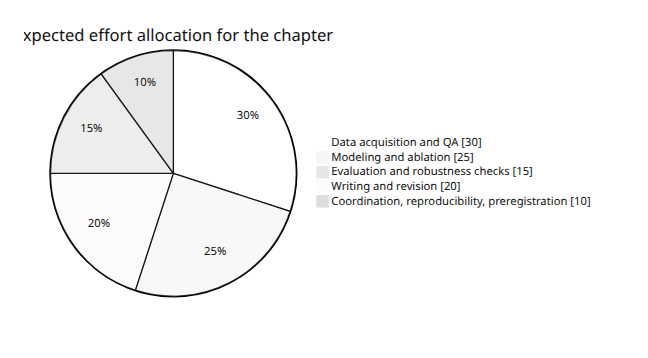 xpected effort allocation for the chapter
10%
30%
15%
20%
25%
Data acquisition and QA [30]
Modeling and ablation [25]
Evaluation and robustness checks [15]
Writing and revision [20]
Coordination, reproducibility, preregistration [10]